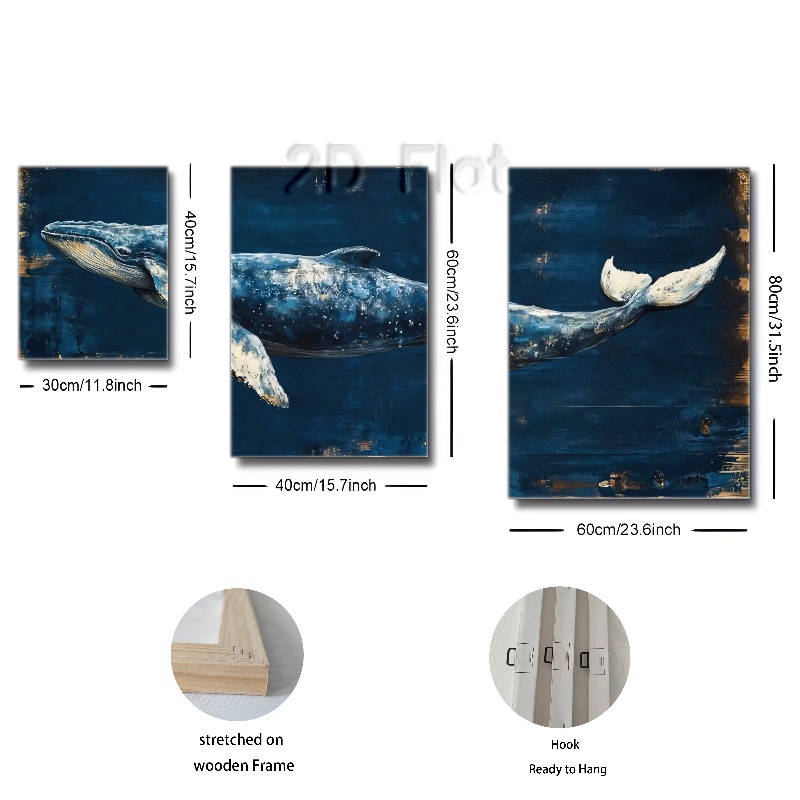 2D Flat
40cm/15.7inch
60cm/23.6inch
80cm/31.5inch
30cm/11.8inch
40cm/15.7inch
60cm/23.6inch
stretched on
wooden Frame
Hook
Ready to Hang